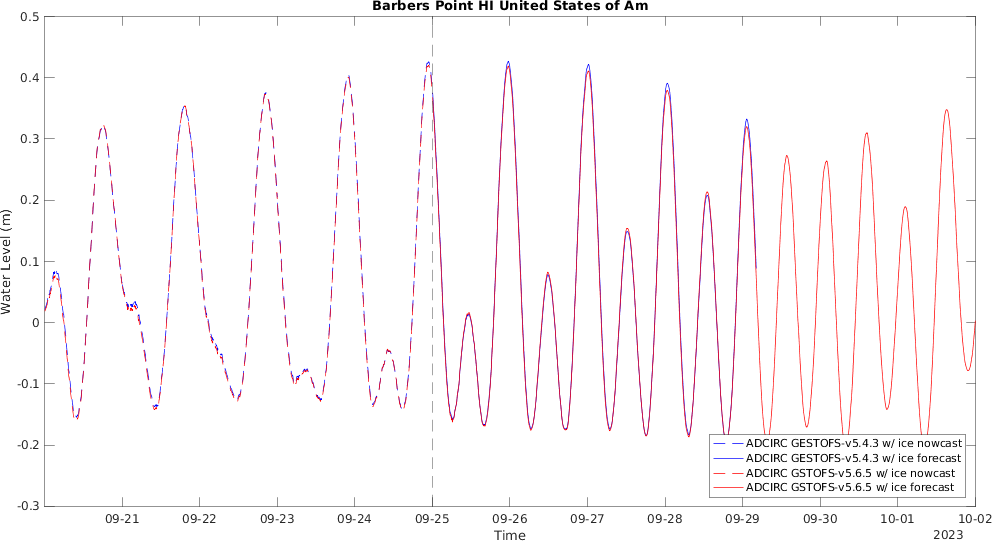 Barbers Point HI United States of Am
0.5
0.4
0.3
0.2
0.1
0
-0.1
-0.2
-0.3
Water Level (m)
ADCIRC GESTOFS-v5.4.3 w/ ice nowcast
ADCIRC GESTOFS-v5.4.3 w/ ice forecast
ADCIRC GSTOFS-v5.6.5 w/ ice nowcast
ADCIRC GSTOFS-v5.6.5 w/ ice forecast
09-21 09-22 09-23 09-24 09-25 09-26 09-27 09-28 09-29 09-30 10-01 10-02
Time
2023